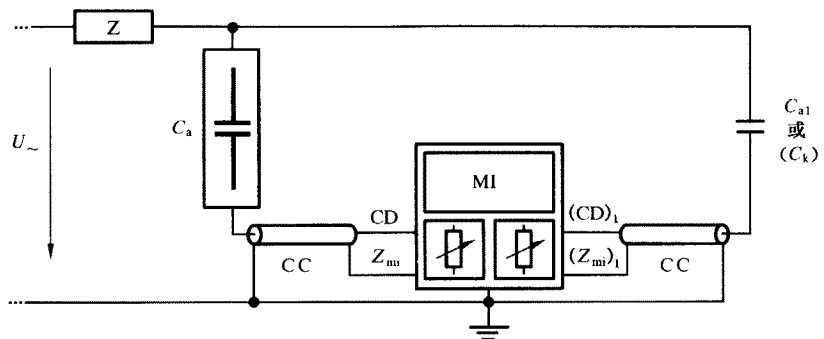 Z
U~
Ca
Ca1
或
(Ck)
MI
CD
Zmi
CC
(CD)1
(Zmi)1
CC